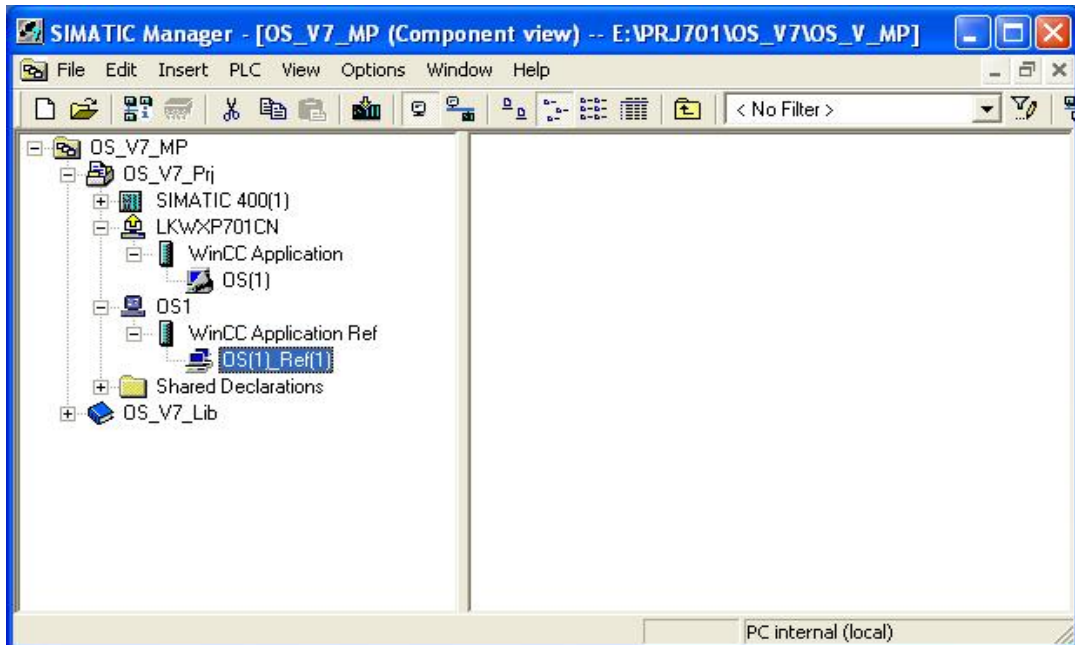 SIMATIC Manager - [OS_V7_MP (Component view) -- E:\PRJ701\OS_V7\OS_V_MP]
File Edit Insert PLC View Options Window Help
< No Filter >
OS_V7_MP
OS_V7_Prj
SIMATIC 400(1)
LKWXP701CN
WinCC Application
OS(1)
OS1
WinCC Application Ref
OS(1)_Ref(1)
Shared Declarations
OS_V7_Lib
PC internal (local)